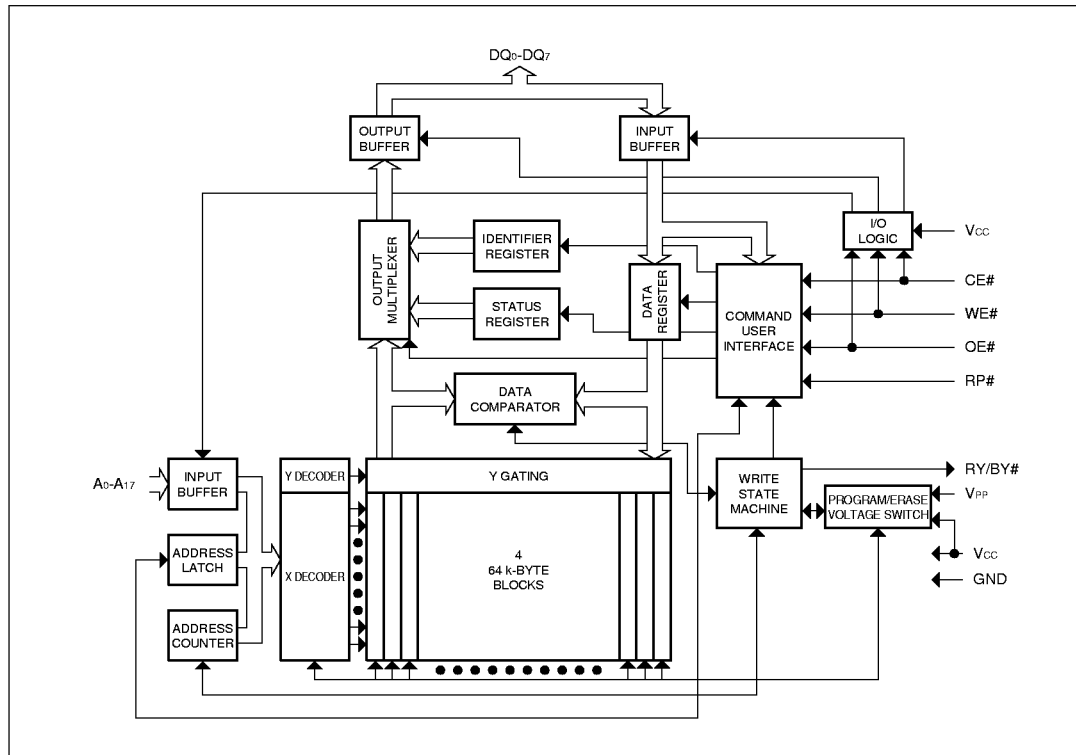 DQ0-DQ7
OUTPUT
BUFFER
INPUT
BUFFER
I/O
LOGIC
VCC
OUTPUT
MULTIPLEXER
IDENTIFIER
REGISTER
STATUS
REGISTER
DATA
REGISTER
COMMAND
USER
INTERFACE
CE#
WE#
OE#
RP#
DATA
COMPARATOR
A0-A17
INPUT
BUFFER
Y DECODER
Y GATING
WRITE
STATE
MACHINE
RY/BY#
PROGRAM/ERASE
VOLTAGE SWITCH
VPP
VCC
GND
ADDRESS
LATCH
X DECODER
4
64 k-BYTE
BLOCKS
ADDRESS
COUNTER